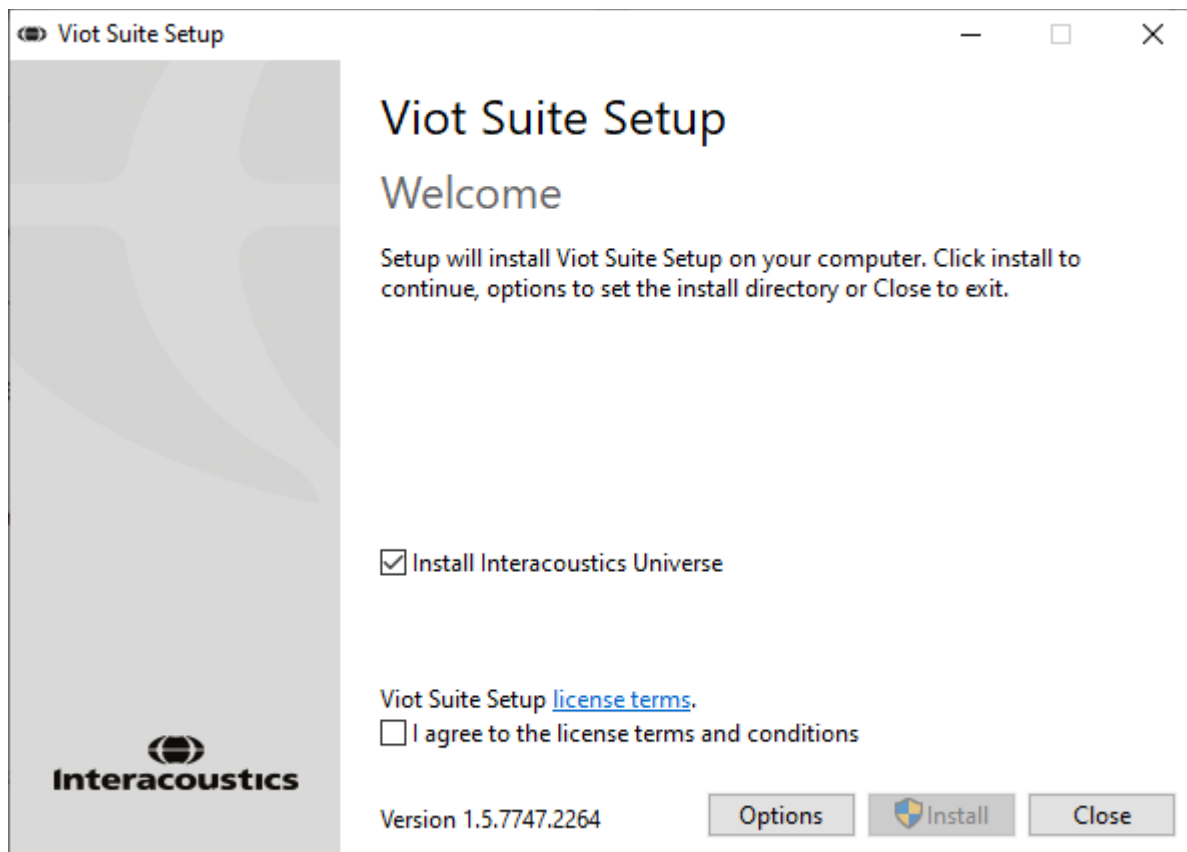 Viot Suite Setup
Viot Suite Setup
Welcome
Setup will install Viot Suite Setup on your computer. Click install to
continue, options to set the install directory or Close to exit.
Install Interacoustics Universe
Viot Suite Setup license terms.
I agree to the license terms and conditions
Interacoustics
Version 1.5.7747.2264
Options
Install
Close